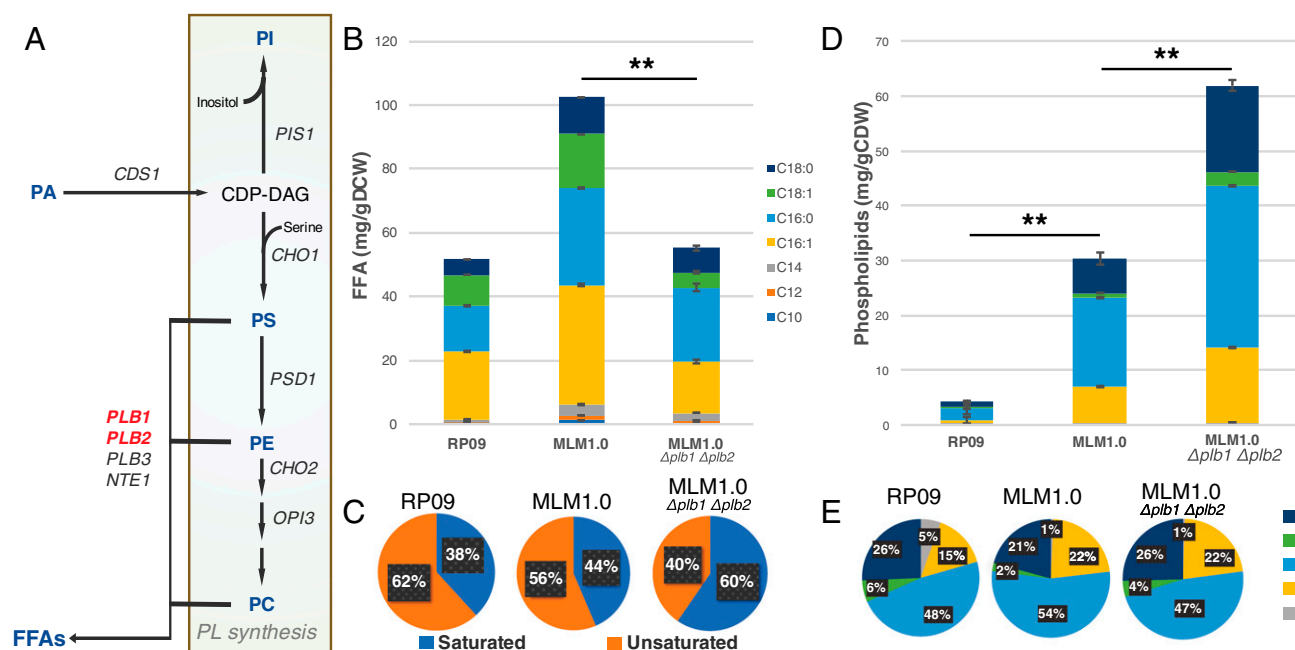 A
PI
Inositol
PIS1
CDS1
PA
CDP-DAG
Serine
CHO1
PS
PSD1
PLB1
PLB2
PLB3
NTE1
PE
CHO2
OPI3
PC
FFAs
PL synthesis
B
FFA (mg/gDCW)
120
100
80
60
40
20
0
**
RP09
MLM1.0
MLM1.0
Δplb1 Δplb2
C18:0
C18:1
C16:0
C16:1
C14
C12
C10
C
RP09
MLM1.0
MLM1.0
Δplb1 Δplb2
62%
38%
56%
44%
40%
60%
Saturated
Unsaturated
D
Phospholipids (mg/gCDW)
70
60
50
40
30
20
10
0
**
**
RP09
MLM1.0
MLM1.0
Δplb1 Δplb2
E
RP09
MLM1.0
MLM1.0
Δplb1 Δplb2
26%
5%
15%
6%
48%
21%
1%
22%
2%
54%
26%
1%
22%
4%
47%